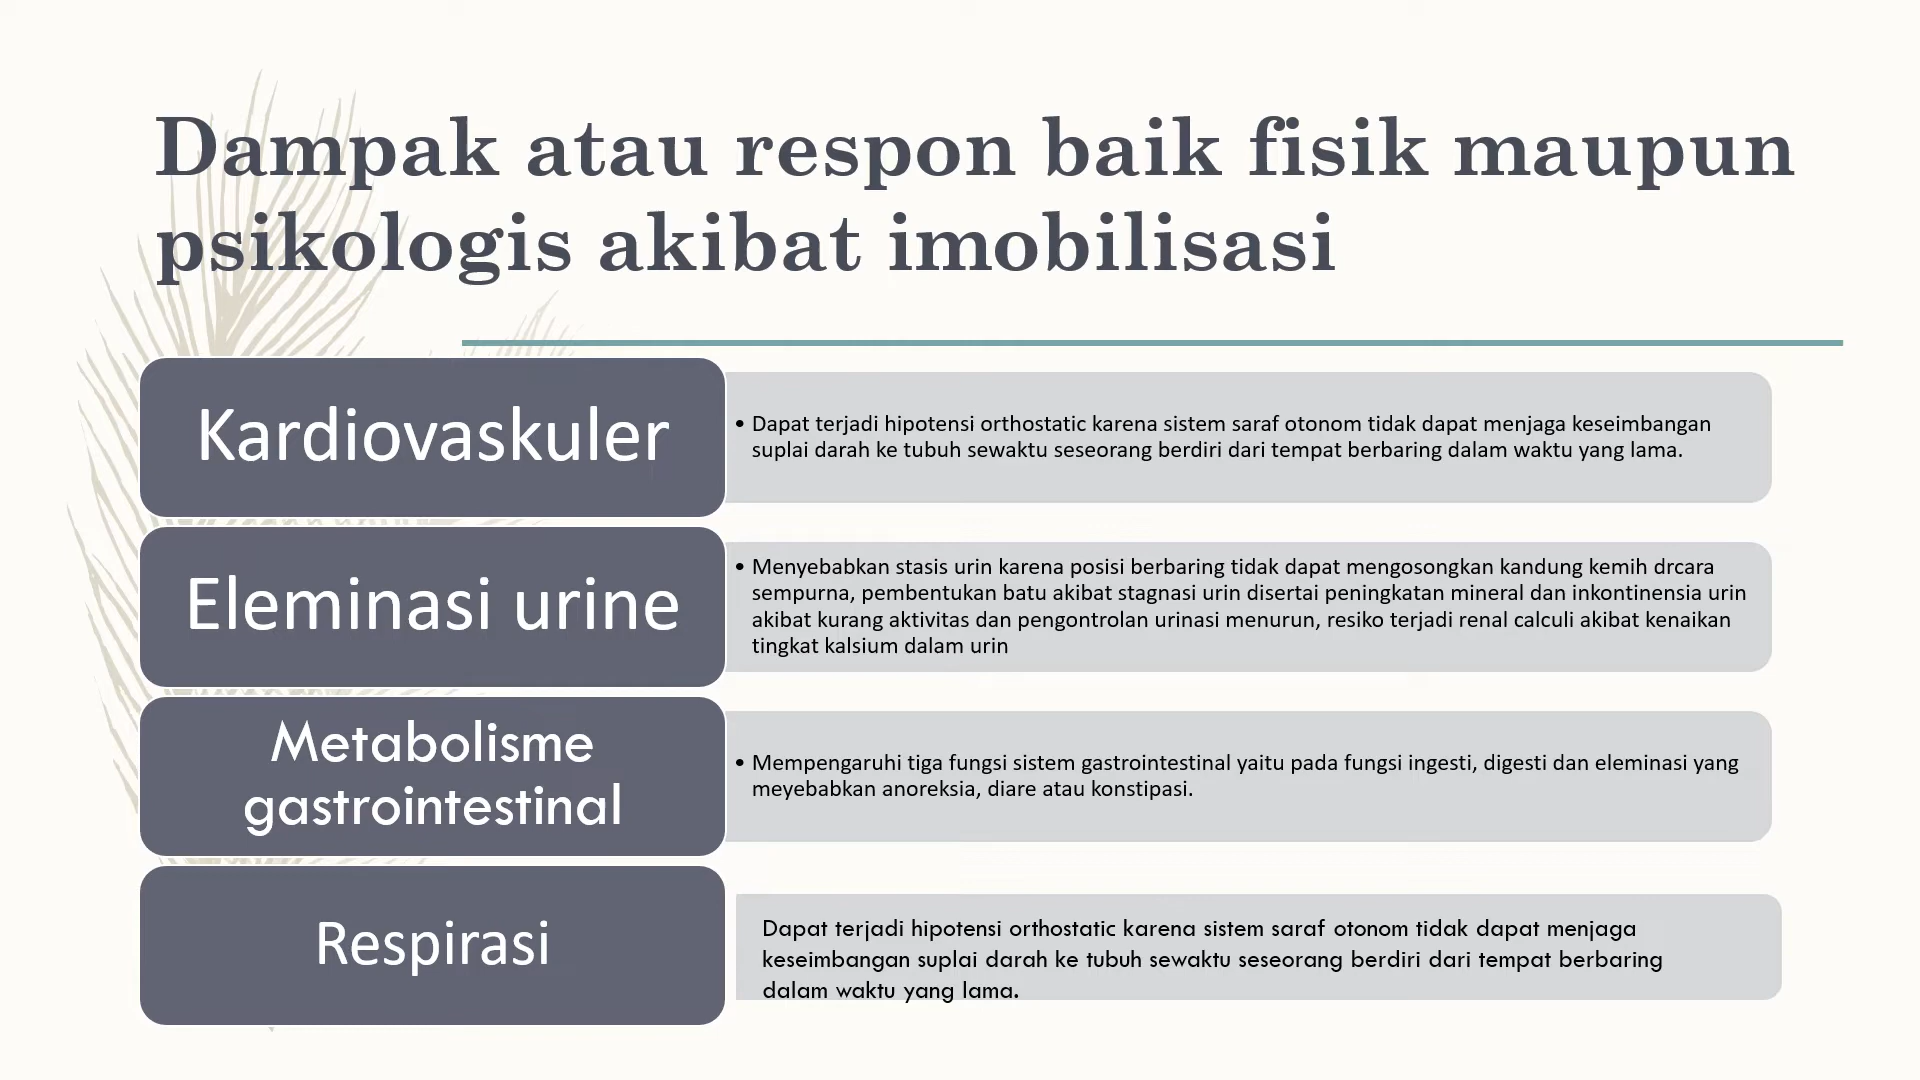 Dampak atau respon baik fisik maupun
psikologis akibat imobilisasi
Kardiovaskuler
• Dapat terjadi hipotensi orthostatic karena sistem saraf otonom tidak dapat menjaga keseimbangan
suplai darah ke tubuh sewaktu seseorang berdiri dari tempat berbaring dalam waktu yang lama.
Eleminasi urine
• Menyebabkan stasis urin karena posisi berbaring tidak dapat mengosongkan kandung kemih drcara
sempurna, pembentukan batu akibat stagnasi urin disertai peningkatan mineral dan inkontinensia urin
akibat kurang aktivitas dan pengontrolan urinasi menurun, resiko terjadi renal calculi akibat kenaikan
tingkat kalsium dalam urin
Metabolisme
gastrointestinal
• Mempengaruhi tiga fungsi sistem gastrointestinal yaitu pada fungsi ingesti, digesti dan eleminasi yang
meyebabkan anoreksia, diare atau konstipasi.
Respirasi
Dapat terjadi hipotensi orthostatic karena sistem saraf otonom tidak dapat menjaga
keseimbangan suplai darah ke tubuh sewaktu seseorang berdiri dari tempat berbaring
dalam waktu yang lama.